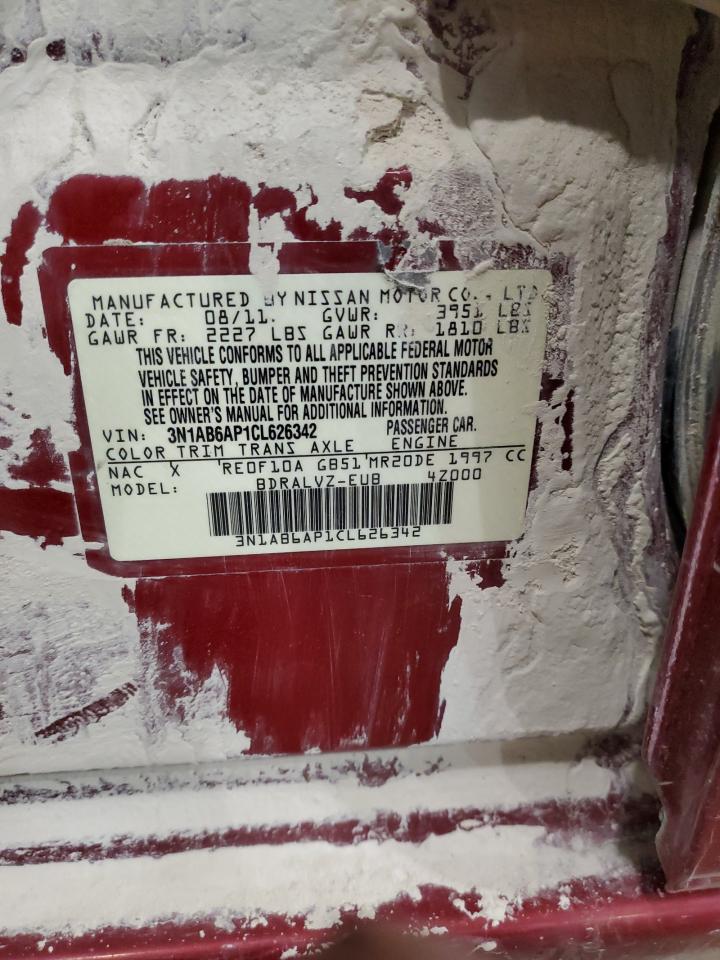 MANUFACTURED BY NISSAN MOTOR CO., LTD
DATE: 08/11. GVWR: 3951 LBS
GAWR FR: 2227 LBS GAWR RR: 1810 LBS
THIS VEHICLE CONFORMS TO ALL APPLICABLE FEDERAL MOTOR
VEHICLE SAFETY, BUMPER AND THEFT PREVENTION STANDARDS
IN EFFECT ON THE DATE OF MANUFACTURE SHOWN ABOVE.
SEE OWNER'S MANUAL FOR ADDITIONAL INFORMATION.
VIN: 3N1AB6AP1CL626342 PASSENGER CAR.
COLOR TRIM TRANS AXLE ENGINE
NAC X 'RE0F10A GB51'MR20DE 1997 CC
MODEL: BDRALVZ-EUB 4Z000
3N1AB6AP1CL626342